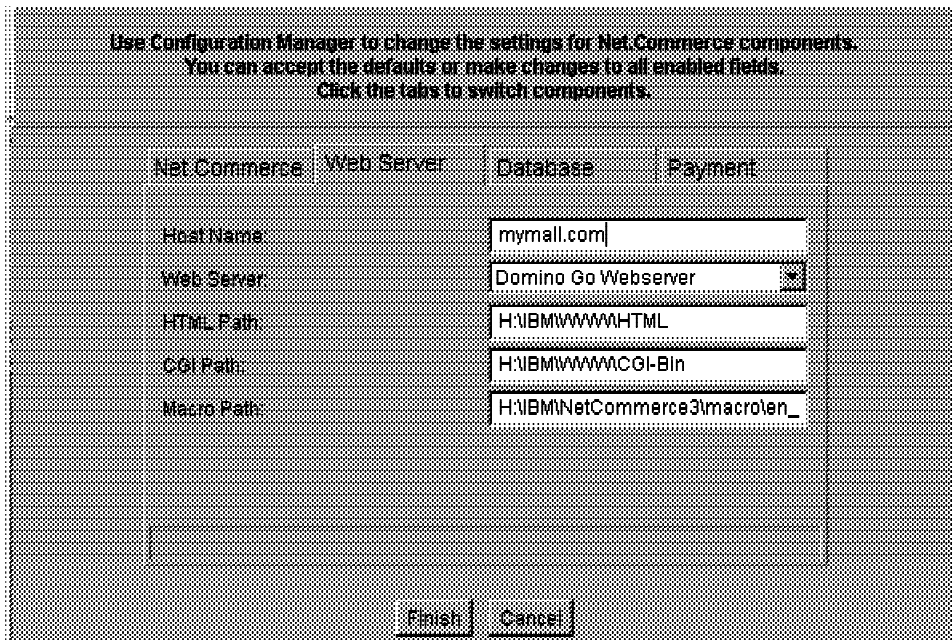 Use Configuration Manager to change the settings for Net.Commerce components.
You can accept the defaults or make changes to all enabled fields.
Click the tabs to switch components.
Net.Commerce Web Server Database Payment
Host Name: mymall.com
Web Server: Domino Go Webserver
HTML Path: H:\IBM\WWW\HTML
CGI Path: H:\IBM\WWW\CGI-BIn
Macro Path: H:\IBM\NetCommerce3\macro\en_
Finish Cancel